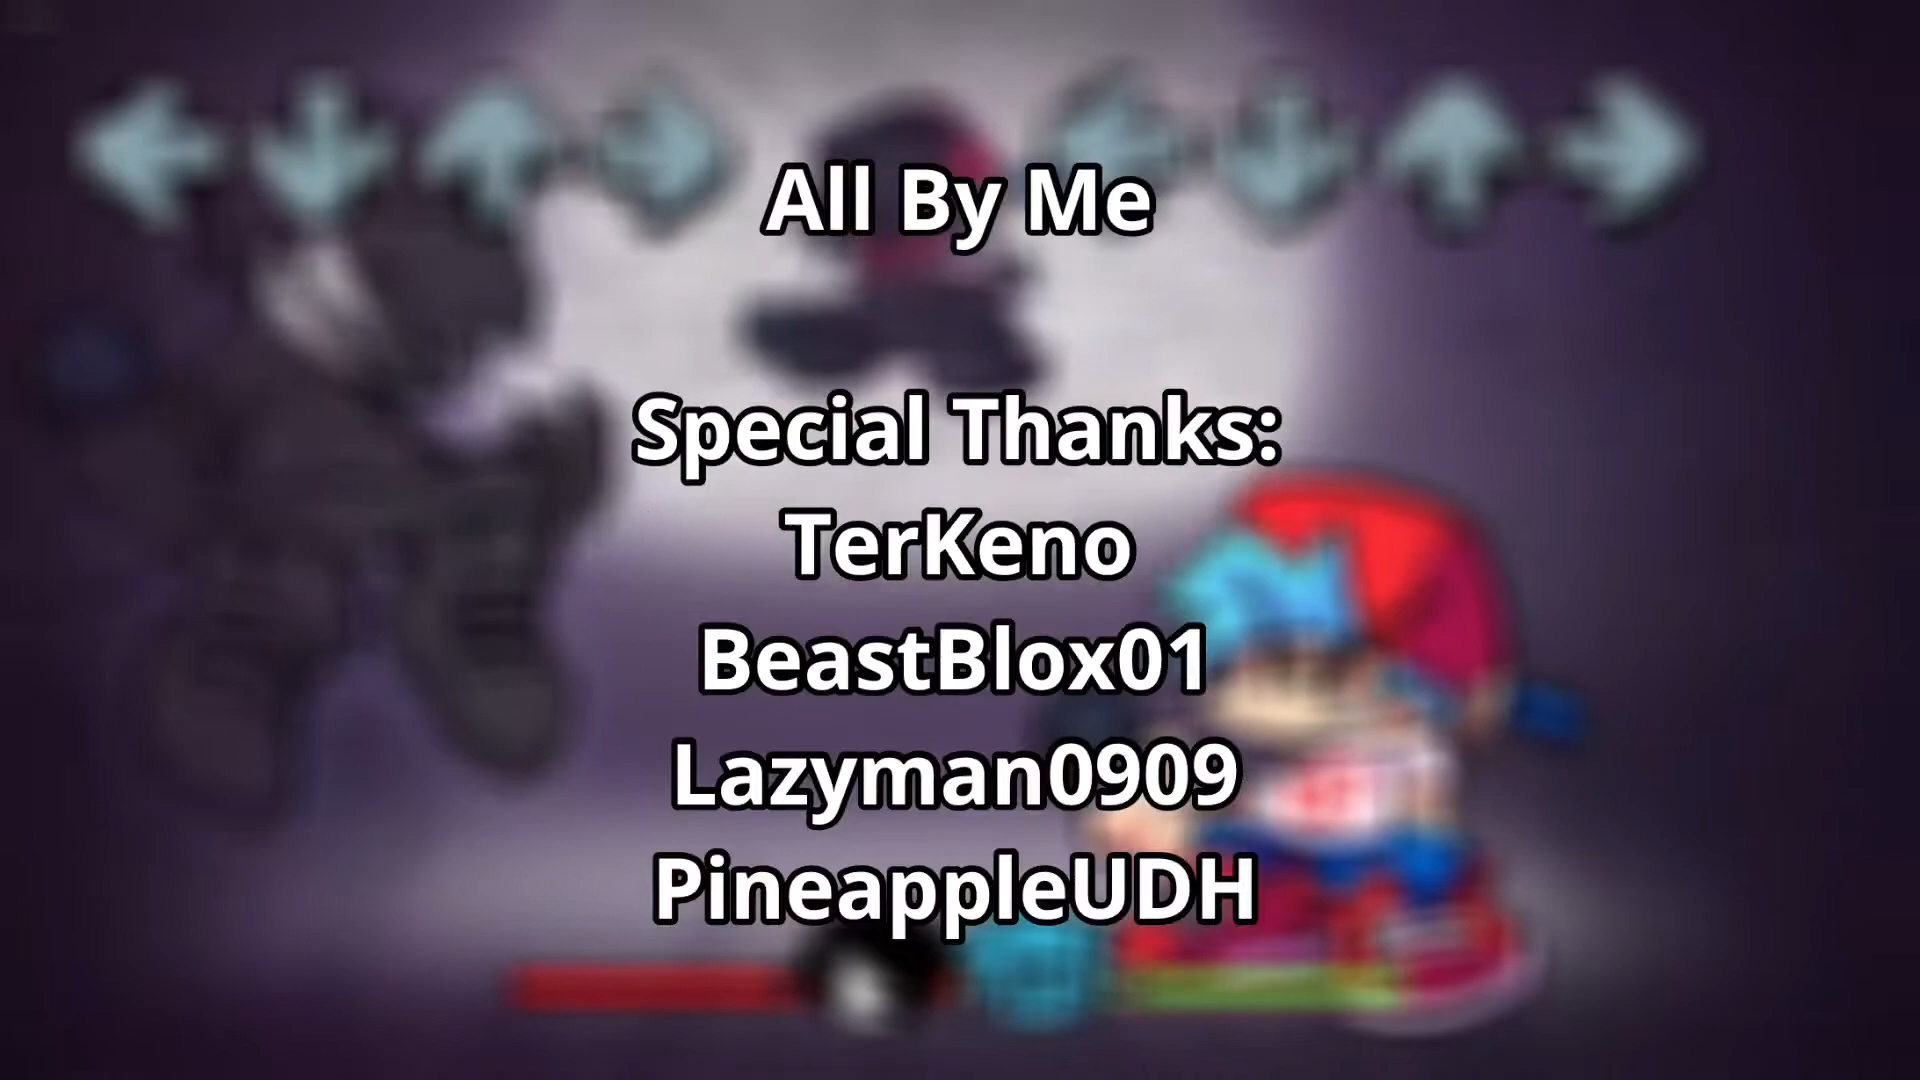 All By Me
Special Thanks:
TerKeno
BeastBlox01
Lazyman0909
PineappleUDH